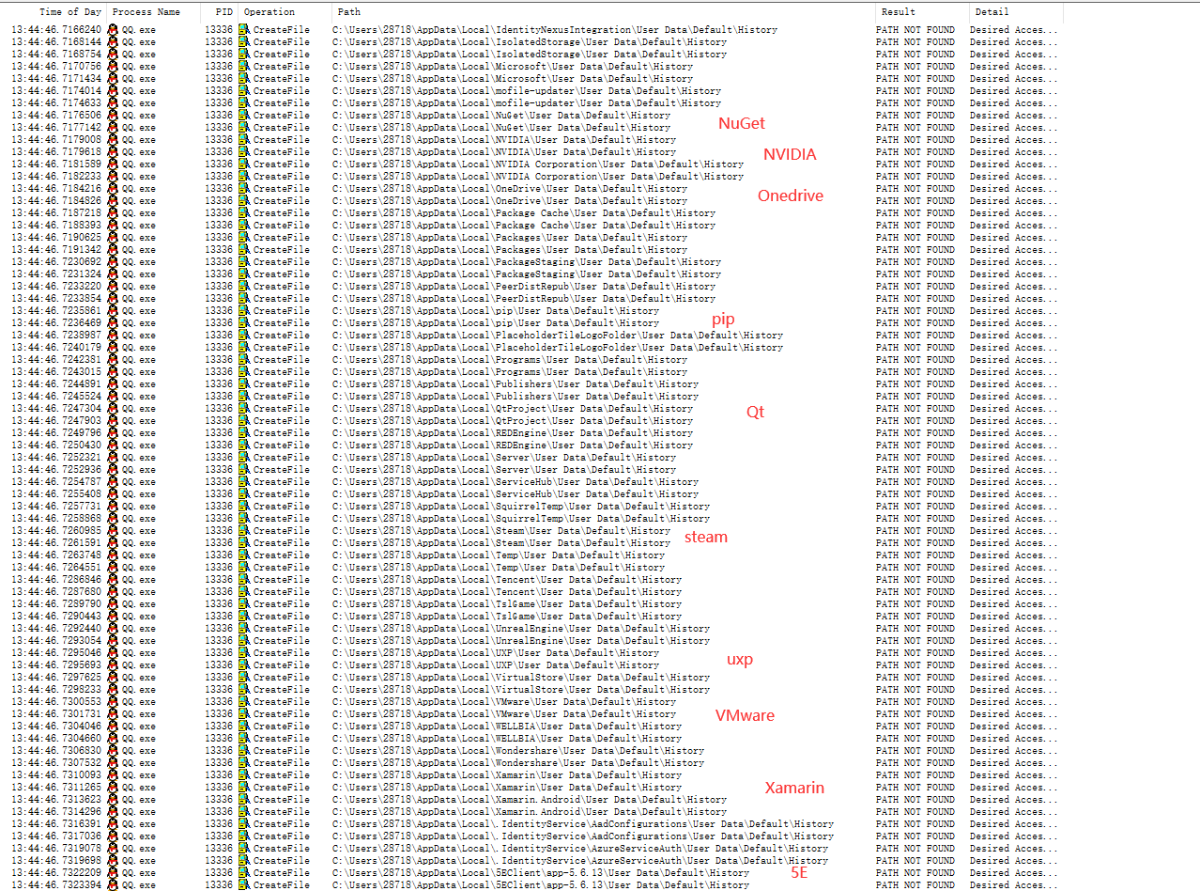 Time of Day Process Name PID Operation Path Result Detail
13:44:46.7166240 QQ.exe 13336 CreateFile C:\Users\28718\AppData\Local\IdentityNexusIntegration\User Data\Default\History PATH NOT FOUND Desired Acces...
13:44:46.7168144 QQ.exe 13336 CreateFile C:\Users\28718\AppData\Local\IsolatedStorage\User Data\Default\History PATH NOT FOUND Desired Acces...
13:44:46.7168754 QQ.exe 13336 CreateFile C:\Users\28718\AppData\Local\IsolatedStorage\User Data\Default\History PATH NOT FOUND Desired Acces...
13:44:46.7170756 QQ.exe 13336 CreateFile C:\Users\28718\AppData\Local\Microsoft\User Data\Default\History PATH NOT FOUND Desired Acces...
13:44:46.7171434 QQ.exe 13336 CreateFile C:\Users\28718\AppData\Local\Microsoft\User Data\Default\History PATH NOT FOUND Desired Acces...
13:44:46.7174014 QQ.exe 13336 CreateFile C:\Users\28718\AppData\Local\mofile-updater\User Data\Default\History PATH NOT FOUND Desired Acces...
13:44:46.7174633 QQ.exe 13336 CreateFile C:\Users\28718\AppData\Local\mofile-updater\User Data\Default\History PATH NOT FOUND Desired Acces...
13:44:46.7176506 QQ.exe 13336 CreateFile C:\Users\28718\AppData\Local\NuGet\User Data\Default\History PATH NOT FOUND Desired Acces...
NuGet
13:44:46.7177142 QQ.exe 13336 CreateFile C:\Users\28718\AppData\Local\NuGet\User Data\Default\History PATH NOT FOUND Desired Acces...
13:44:46.7179008 QQ.exe 13336 CreateFile C:\Users\28718\AppData\Local\NVIDIA\User Data\Default\History PATH NOT FOUND Desired Acces...
13:44:46.7179618 QQ.exe 13336 CreateFile C:\Users\28718\AppData\Local\NVIDIA\User Data\Default\History PATH NOT FOUND Desired Acces...
NVIDIA
13:44:46.7181589 QQ.exe 13336 CreateFile C:\Users\28718\AppData\Local\NVIDIA Corporation\User Data\Default\History PATH NOT FOUND Desired Acces...
13:44:46.7182233 QQ.exe 13336 CreateFile C:\Users\28718\AppData\Local\NVIDIA Corporation\User Data\Default\History PATH NOT FOUND Desired Acces...
13:44:46.7184216 QQ.exe 13336 CreateFile C:\Users\28718\AppData\Local\OneDrive\User Data\Default\History PATH NOT FOUND Desired Acces...
Onedrive
13:44:46.7184826 QQ.exe 13336 CreateFile C:\Users\28718\AppData\Local\OneDrive\User Data\Default\History PATH NOT FOUND Desired Acces...
13:44:46.7187218 QQ.exe 13336 CreateFile C:\Users\28718\AppData\Local\Package Cache\User Data\Default\History PATH NOT FOUND Desired Acces...
13:44:46.7188393 QQ.exe 13336 CreateFile C:\Users\28718\AppData\Local\Package Cache\User Data\Default\History PATH NOT FOUND Desired Acces...
13:44:46.7190625 QQ.exe 13336 CreateFile C:\Users\28718\AppData\Local\Packages\User Data\Default\History PATH NOT FOUND Desired Acces...
13:44:46.7191342 QQ.exe 13336 CreateFile C:\Users\28718\AppData\Local\Packages\User Data\Default\History PATH NOT FOUND Desired Acces...
13:44:46.7230692 QQ.exe 13336 CreateFile C:\Users\28718\AppData\Local\PackageStaging\User Data\Default\History PATH NOT FOUND Desired Acces...
13:44:46.7231324 QQ.exe 13336 CreateFile C:\Users\28718\AppData\Local\PackageStaging\User Data\Default\History PATH NOT FOUND Desired Acces...
13:44:46.7233220 QQ.exe 13336 CreateFile C:\Users\28718\AppData\Local\PeerDistRepub\User Data\Default\History PATH NOT FOUND Desired Acces...
13:44:46.7233854 QQ.exe 13336 CreateFile C:\Users\28718\AppData\Local\PeerDistRepub\User Data\Default\History PATH NOT FOUND Desired Acces...
13:44:46.7235861 QQ.exe 13336 CreateFile C:\Users\28718\AppData\Local\pip\User Data\Default\History PATH NOT FOUND Desired Acces...
13:44:46.7236469 QQ.exe 13336 CreateFile C:\Users\28718\AppData\Local\pip\User Data\Default\History PATH NOT FOUND Desired Acces...
pip
13:44:46.7238987 QQ.exe 13336 CreateFile C:\Users\28718\AppData\Local\PlaceholderTileLogoFolder\User Data\Default\History PATH NOT FOUND Desired Acces...
13:44:46.7240179 QQ.exe 13336 CreateFile C:\Users\28718\AppData\Local\PlaceholderTileLogoFolder\User Data\Default\History PATH NOT FOUND Desired Acces...
13:44:46.7242381 QQ.exe 13336 CreateFile C:\Users\28718\AppData\Local\Programs\User Data\Default\History PATH NOT FOUND Desired Acces...
13:44:46.7243015 QQ.exe 13336 CreateFile C:\Users\28718\AppData\Local\Programs\User Data\Default\History PATH NOT FOUND Desired Acces...
13:44:46.7244891 QQ.exe 13336 CreateFile C:\Users\28718\AppData\Local\Publishers\User Data\Default\History PATH NOT FOUND Desired Acces...
13:44:46.7245524 QQ.exe 13336 CreateFile C:\Users\28718\AppData\Local\Publishers\User Data\Default\History PATH NOT FOUND Desired Acces...
13:44:46.7247304 QQ.exe 13336 CreateFile C:\Users\28718\AppData\Local\QtProject\User Data\Default\History PATH NOT FOUND Desired Acces...
Qt
13:44:46.7247903 QQ.exe 13336 CreateFile C:\Users\28718\AppData\Local\QtProject\User Data\Default\History PATH NOT FOUND Desired Acces...
13:44:46.7249796 QQ.exe 13336 CreateFile C:\Users\28718\AppData\Local\REDEngine\User Data\Default\History PATH NOT FOUND Desired Acces...
13:44:46.7250430 QQ.exe 13336 CreateFile C:\Users\28718\AppData\Local\REDEngine\User Data\Default\History PATH NOT FOUND Desired Acces...
13:44:46.7252321 QQ.exe 13336 CreateFile C:\Users\28718\AppData\Local\Server\User Data\Default\History PATH NOT FOUND Desired Acces...
13:44:46.7252936 QQ.exe 13336 CreateFile C:\Users\28718\AppData\Local\Server\User Data\Default\History PATH NOT FOUND Desired Acces...
13:44:46.7254787 QQ.exe 13336 CreateFile C:\Users\28718\AppData\Local\ServiceHub\User Data\Default\History PATH NOT FOUND Desired Acces...
13:44:46.7255408 QQ.exe 13336 CreateFile C:\Users\28718\AppData\Local\ServiceHub\User Data\Default\History PATH NOT FOUND Desired Acces...
13:44:46.7257731 QQ.exe 13336 CreateFile C:\Users\28718\AppData\Local\SquirrelTemp\User Data\Default\History PATH NOT FOUND Desired Acces...
13:44:46.7258868 QQ.exe 13336 CreateFile C:\Users\28718\AppData\Local\SquirrelTemp\User Data\Default\History PATH NOT FOUND Desired Acces...
13:44:46.7260985 QQ.exe 13336 CreateFile C:\Users\28718\AppData\Local\Steam\User Data\Default\History PATH NOT FOUND Desired Acces...
steam
13:44:46.7261591 QQ.exe 13336 CreateFile C:\Users\28718\AppData\Local\Steam\User Data\Default\History PATH NOT FOUND Desired Acces...
13:44:46.7263748 QQ.exe 13336 CreateFile C:\Users\28718\AppData\Local\Temp\User Data\Default\History PATH NOT FOUND Desired Acces...
13:44:46.7264551 QQ.exe 13336 CreateFile C:\Users\28718\AppData\Local\Temp\User Data\Default\History PATH NOT FOUND Desired Acces...
13:44:46.7286846 QQ.exe 13336 CreateFile C:\Users\28718\AppData\Local\Tencent\User Data\Default\History PATH NOT FOUND Desired Acces...
13:44:46.7287680 QQ.exe 13336 CreateFile C:\Users\28718\AppData\Local\Tencent\User Data\Default\History PATH NOT FOUND Desired Acces...
13:44:46.7289790 QQ.exe 13336 CreateFile C:\Users\28718\AppData\Local\TslGame\User Data\Default\History PATH NOT FOUND Desired Acces...
13:44:46.7290443 QQ.exe 13336 CreateFile C:\Users\28718\AppData\Local\TslGame\User Data\Default\History PATH NOT FOUND Desired Acces...
13:44:46.7292440 QQ.exe 13336 CreateFile C:\Users\28718\AppData\Local\UnrealEngine\User Data\Default\History PATH NOT FOUND Desired Acces...
13:44:46.7293054 QQ.exe 13336 CreateFile C:\Users\28718\AppData\Local\UnrealEngine\User Data\Default\History PATH NOT FOUND Desired Acces...
13:44:46.7295046 QQ.exe 13336 CreateFile C:\Users\28718\AppData\Local\UXP\User Data\Default\History PATH NOT FOUND Desired Acces...
uxp
13:44:46.7295693 QQ.exe 13336 CreateFile C:\Users\28718\AppData\Local\UXP\User Data\Default\History PATH NOT FOUND Desired Acces...
13:44:46.7297625 QQ.exe 13336 CreateFile C:\Users\28718\AppData\Local\VirtualStore\User Data\Default\History PATH NOT FOUND Desired Acces...
13:44:46.7298233 QQ.exe 13336 CreateFile C:\Users\28718\AppData\Local\VirtualStore\User Data\Default\History PATH NOT FOUND Desired Acces...
13:44:46.7300553 QQ.exe 13336 CreateFile C:\Users\28718\AppData\Local\VMware\User Data\Default\History PATH NOT FOUND Desired Acces...
13:44:46.7301731 QQ.exe 13336 CreateFile C:\Users\28718\AppData\Local\VMware\User Data\Default\History PATH NOT FOUND Desired Acces...
VMware
13:44:46.7304046 QQ.exe 13336 CreateFile C:\Users\28718\AppData\Local\WELLBIA\User Data\Default\History PATH NOT FOUND Desired Acces...
13:44:46.7304660 QQ.exe 13336 CreateFile C:\Users\28718\AppData\Local\WELLBIA\User Data\Default\History PATH NOT FOUND Desired Acces...
13:44:46.7306830 QQ.exe 13336 CreateFile C:\Users\28718\AppData\Local\Wondershare\User Data\Default\History PATH NOT FOUND Desired Acces...
13:44:46.7307532 QQ.exe 13336 CreateFile C:\Users\28718\AppData\Local\Wondershare\User Data\Default\History PATH NOT FOUND Desired Acces...
13:44:46.7310093 QQ.exe 13336 CreateFile C:\Users\28718\AppData\Local\Xamarin\User Data\Default\History PATH NOT FOUND Desired Acces...
13:44:46.7311265 QQ.exe 13336 CreateFile C:\Users\28718\AppData\Local\Xamarin\User Data\Default\History PATH NOT FOUND Desired Acces...
Xamarin
13:44:46.7313623 QQ.exe 13336 CreateFile C:\Users\28718\AppData\Local\Xamarin.Android\User Data\Default\History PATH NOT FOUND Desired Acces...
13:44:46.7314296 QQ.exe 13336 CreateFile C:\Users\28718\AppData\Local\Xamarin.Android\User Data\Default\History PATH NOT FOUND Desired Acces...
13:44:46.7316391 QQ.exe 13336 CreateFile C:\Users\28718\AppData\Local\.IdentityService\AadConfigurations\User Data\Default\History PATH NOT FOUND Desired Acces...
13:44:46.7317036 QQ.exe 13336 CreateFile C:\Users\28718\AppData\Local\.IdentityService\AadConfigurations\User Data\Default\History PATH NOT FOUND Desired Acces...
13:44:46.7319078 QQ.exe 13336 CreateFile C:\Users\28718\AppData\Local\.IdentityService\AzureServiceAuth\User Data\Default\History PATH NOT FOUND Desired Acces...
13:44:46.7319698 QQ.exe 13336 CreateFile C:\Users\28718\AppData\Local\.IdentityService\AzureServiceAuth\User Data\Default\History PATH NOT FOUND Desired Acces...
13:44:46.7322209 QQ.exe 13336 CreateFile C:\Users\28718\AppData\Local\5EClient\app-5.6.13\User Data\Default\History PATH NOT FOUND Desired Acces...
5E
13:44:46.7323394 QQ.exe 13336 CreateFile C:\Users\28718\AppData\Local\5EClient\app-5.6.13\User Data\Default\History PATH NOT FOUND Desired Acces...